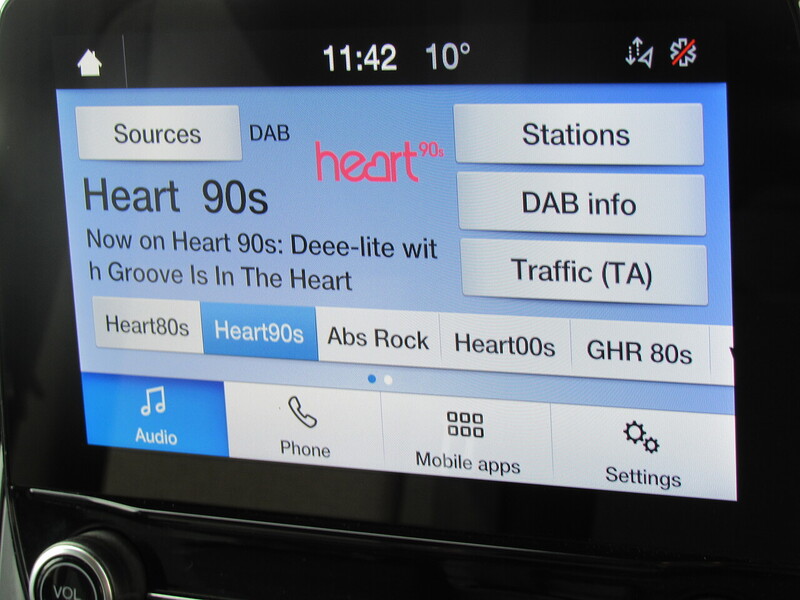 11:42 10°
Sources DAB heart 90s Stations
Heart 90s DAB info
Now on Heart 90s: Deee-lite wit
h Groove Is In The Heart
Traffic (TA)
Heart80s Heart90s Abs Rock Heart00s GHR 80s
Audio Phone Mobile apps Settings
VOL